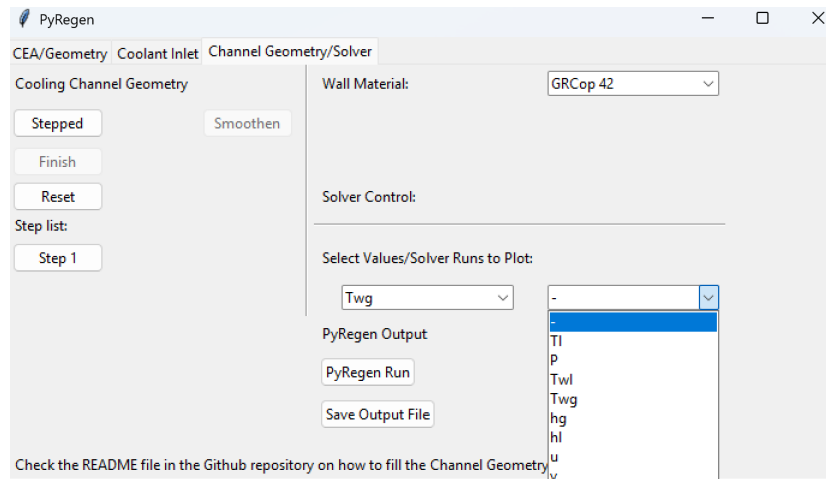 PyRegen
CEA/Geometry Coolant Inlet Channel Geometry/Solver
Cooling Channel Geometry
Stepped Smoothen
Finish
Reset
Step list:
Step 1
Wall Material: GRCop 42
Solver Control:
Select Values/Solver Runs to Plot:
Twg -
-
Tl
P
Twl
Twg
hg
hl
u
PyRegen Output
PyRegen Run
Save Output File
Check the README file in the Github repository on how to fill the Channel Geometry